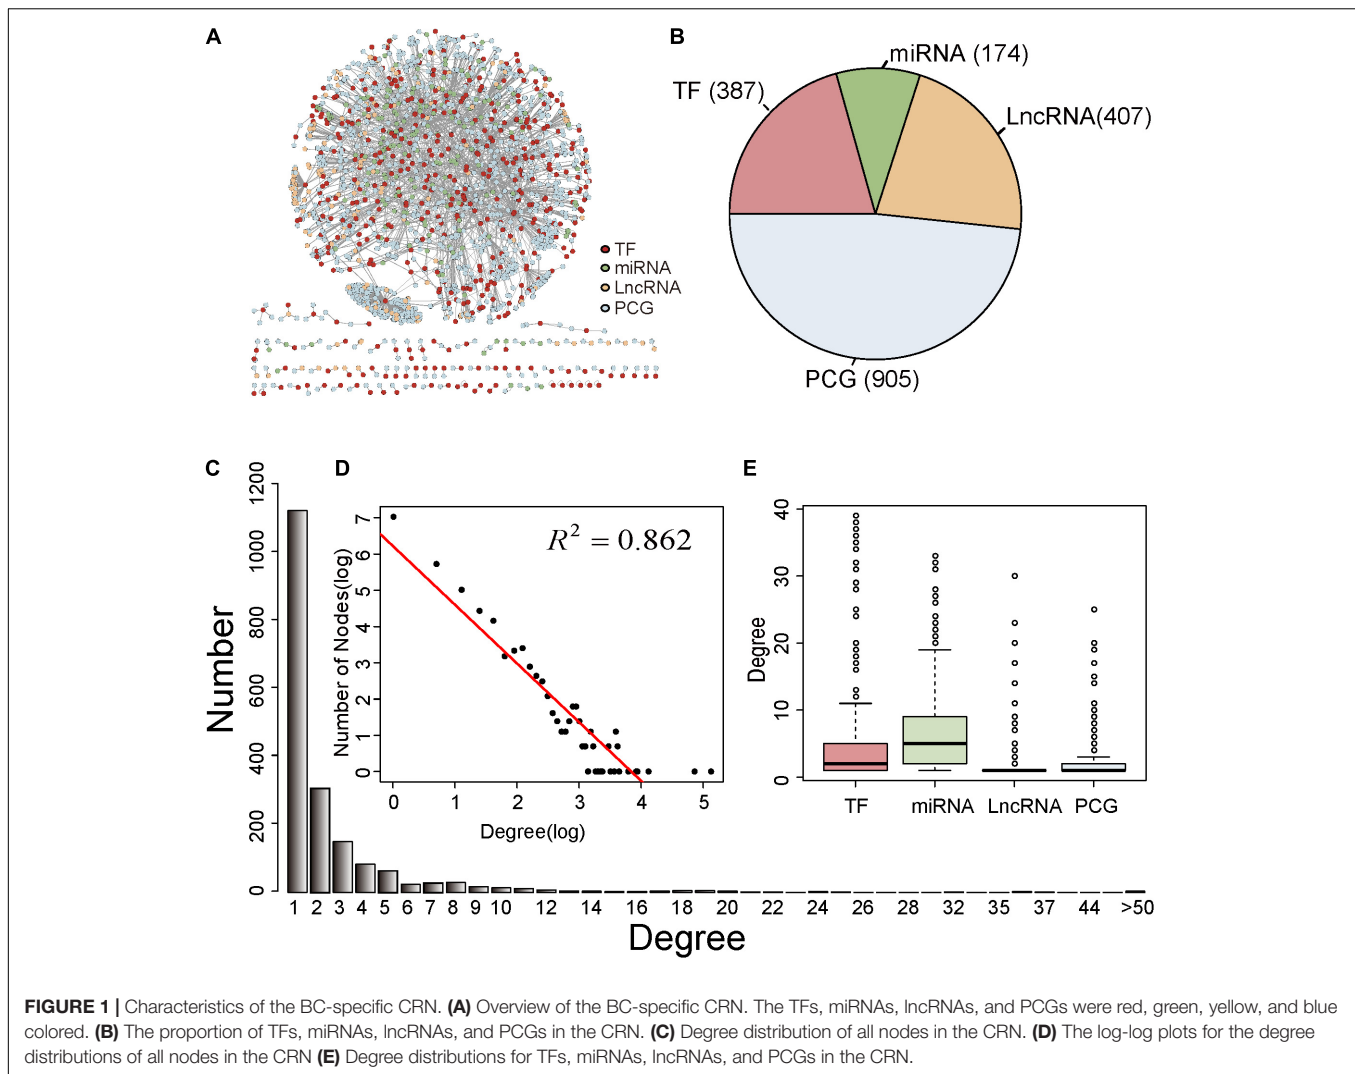 A
TF
miRNA
LncRNA
PCG
B
miRNA (174)
TF (387)
LncRNA(407)
PCG (905)
C
Number
1200
1000
800
600
400
200
0
1 2 3 4 5 6 7 8 9 10 12 14 16 18 20 22 24 26 28 32 35 37 44 >50
Degree
D
R² = 0.862
Number of Nodes(log)
7
6
5
4
3
2
1
0
0 1 2 3 4 5
Degree(log)
E
Degree
40
30
20
10
0
TF miRNA LncRNA PCG
FIGURE 1 | Characteristics of the BC-specific CRN. (A) Overview of the BC-specific CRN. The TFs, miRNAs, lncRNAs, and PCGs were red, green, yellow, and blue
colored. (B) The proportion of TFs, miRNAs, lncRNAs, and PCGs in the CRN. (C) Degree distribution of all nodes in the CRN. (D) The log-log plots for the degree
distributions of all nodes in the CRN (E) Degree distributions for TFs, miRNAs, lncRNAs, and PCGs in the CRN.